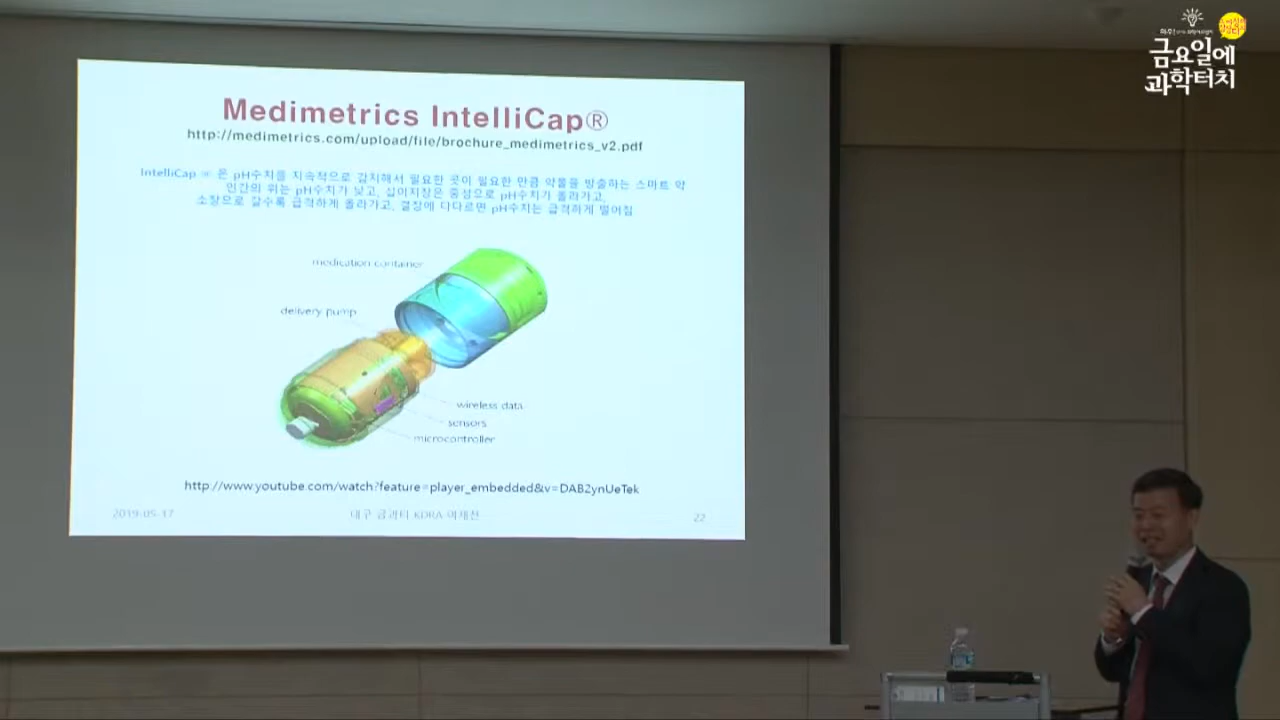 금요일에
과학터치
Medimetrics IntelliCap®
http://medimetrics.com/upload/file/brochure_medimetrics_v2.pdf
IntelliCap ® 은 pH수치를 지속적으로 감지해서 필요한 곳이 필요한 만큼 약물을 방출하는 스마트 약
인간의 위는 pH수치가 낮고, 십이지장은 중성으로 pH수치가 올라가고,
소장으로 갈수록 급격하게 올라가고, 결장에 다다르면 pH수치는 급격하게 떨어짐
medication container
delivery pump
wireless data
sensors
microcontroller
http://www.youtube.com/watch?feature=player_embedded&v=DAB2ynUeTek
2019-05-17
대구 금과터 KDRA 여재천
22